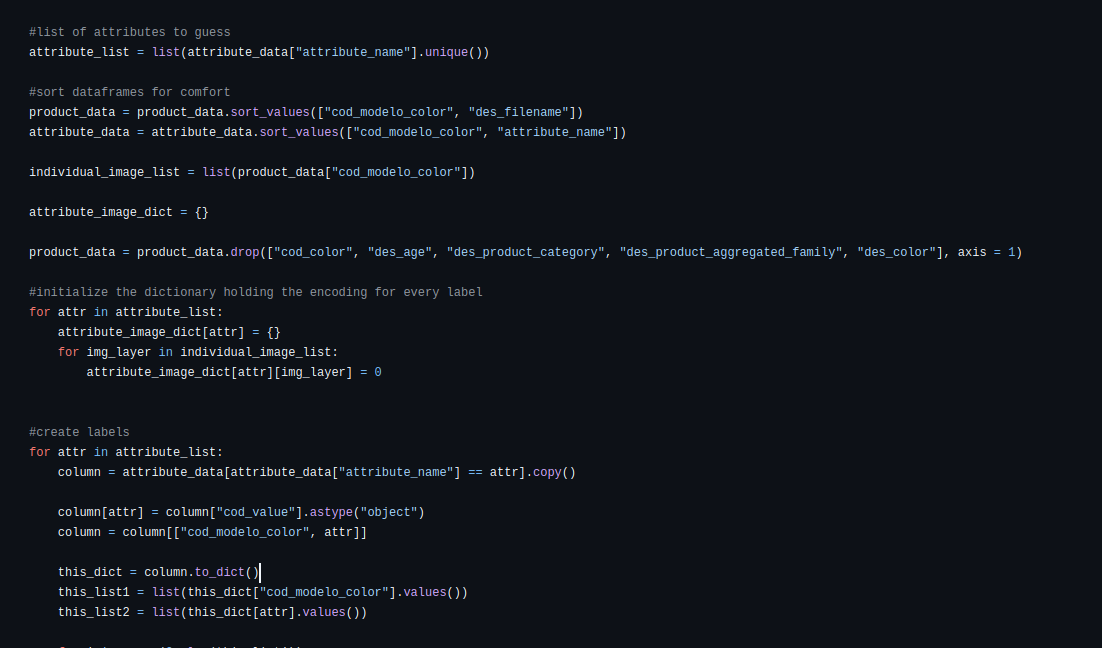 #list of attributes to guess
attribute_list = list(attribute_data["attribute_name"].unique())
#sort dataframes for comfort
product_data = product_data.sort_values(["cod_modelo_color", "des_filename"])
attribute_data = attribute_data.sort_values(["cod_modelo_color", "attribute_name"])
individual_image_list = list(product_data["cod_modelo_color"])
attribute_image_dict = {}
product_data = product_data.drop(["cod_color", "des_age", "des_product_category", "des_product_aggregated_family", "des_color"], axis = 1)
#initialize the dictionary holding the encoding for every label
for attr in attribute_list:
    attribute_image_dict[attr] = {}
    for img_layer in individual_image_list:
        attribute_image_dict[attr][img_layer] = 0
#create labels
for attr in attribute_list:
    column = attribute_data[attribute_data["attribute_name"] == attr].copy()
    column[attr] = column["cod_value"].astype("object")
    column = column[["cod_modelo_color", attr]]
    this_dict = column.to_dict()
    this_list1 = list(this_dict["cod_modelo_color"].values())
    this_list2 = list(this_dict[attr].values())